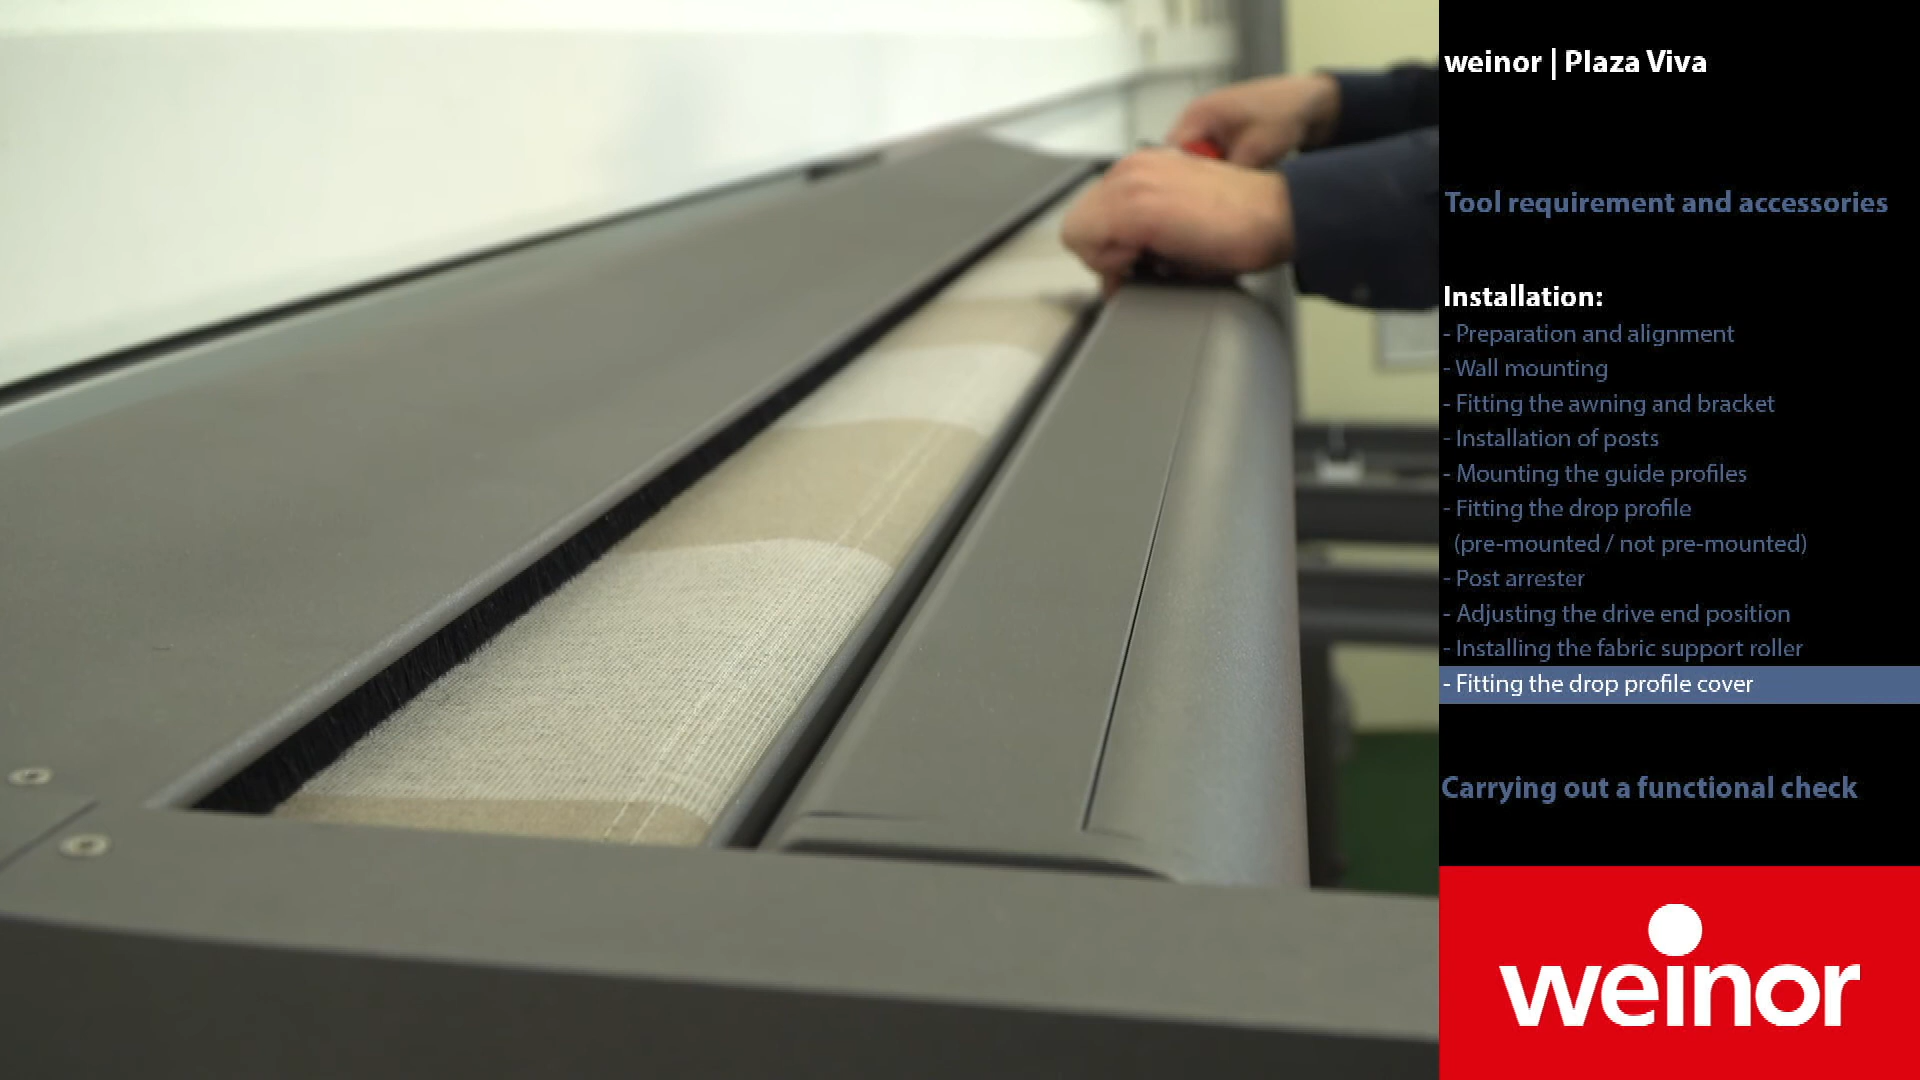 weinor | Plaza Viva
Tool requirement and accessories
Installation:
- Preparation and alignment
- Wall mounting
- Fitting the awning and bracket
- Installation of posts
- Mounting the guide profiles
- Fitting the drop profile
(pre-mounted / not pre-mounted)
- Post arrester
- Adjusting the drive end position
- Installing the fabric support roller
- Fitting the drop profile cover
Carrying out a functional check
weinor